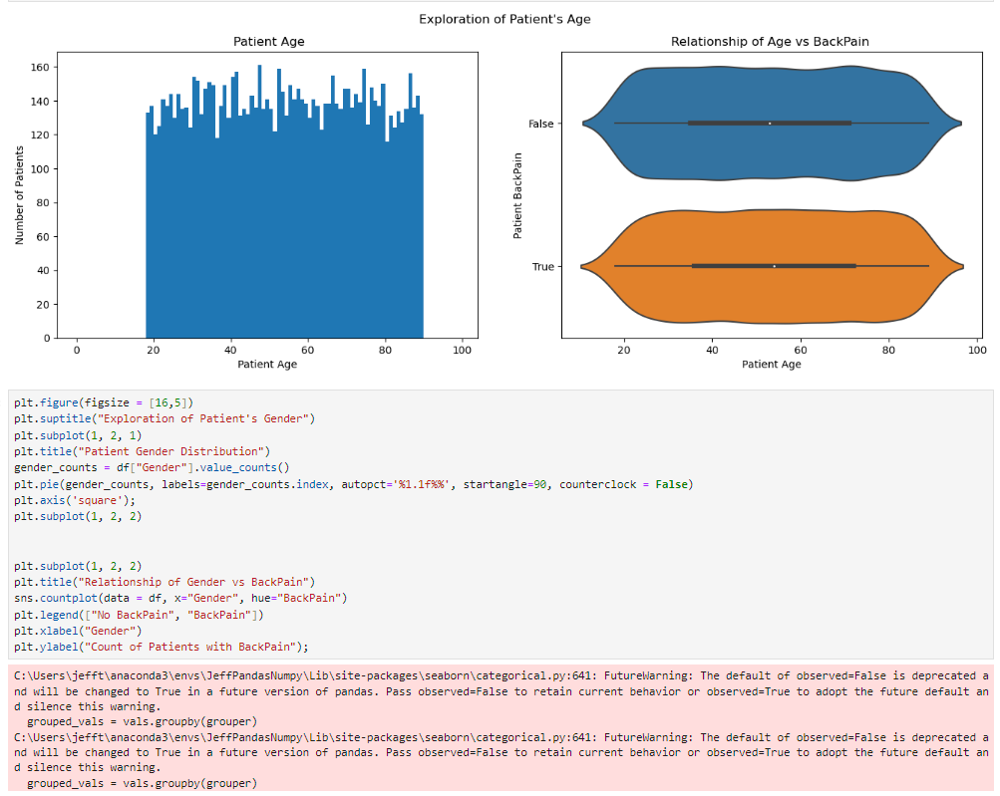 Exploration of Patient's Age
Patient Age
160
140
120
100
80
60
40
20
0
Number of Patients
0 20 40 60 80 100
Patient Age
Relationship of Age vs BackPain
False
True
Patient BackPain
20 40 60 80 100
Patient Age
plt.figure(figsize = [16,5])
plt.suptitle("Exploration of Patient's Gender")
plt.subplot(1, 2, 1)
plt.title("Patient Gender Distribution")
gender_counts = df["Gender"].value_counts()
plt.pie(gender_counts, labels=gender_counts.index, autopct='%1.1f%%', startangle=90, counterclock = False)
plt.axis('square');
plt.subplot(1, 2, 2)
plt.subplot(1, 2, 2)
plt.title("Relationship of Gender vs BackPain")
sns.countplot(data = df, x="Gender", hue="BackPain")
plt.legend(["No BackPain", "BackPain"])
plt.xlabel("Gender")
plt.ylabel("Count of Patients with BackPain");
C:\Users\jefft\anaconda3\envs\JeffPandasNumpy\Lib\site-packages\seaborn\categorical.py:641: FutureWarning: The default of observed=False is deprecated a
nd will be changed to True in a future version of pandas. Pass observed=False to retain current behavior or observed=True to adopt the future default an
d silence this warning.
grouped_vals = vals.groupby(grouper)
C:\Users\jefft\anaconda3\envs\JeffPandasNumpy\Lib\site-packages\seaborn\categorical.py:641: FutureWarning: The default of observed=False is deprecated a
nd will be changed to True in a future version of pandas. Pass observed=False to retain current behavior or observed=True to adopt the future default an
d silence this warning.
grouped_vals = vals.groupby(grouper)